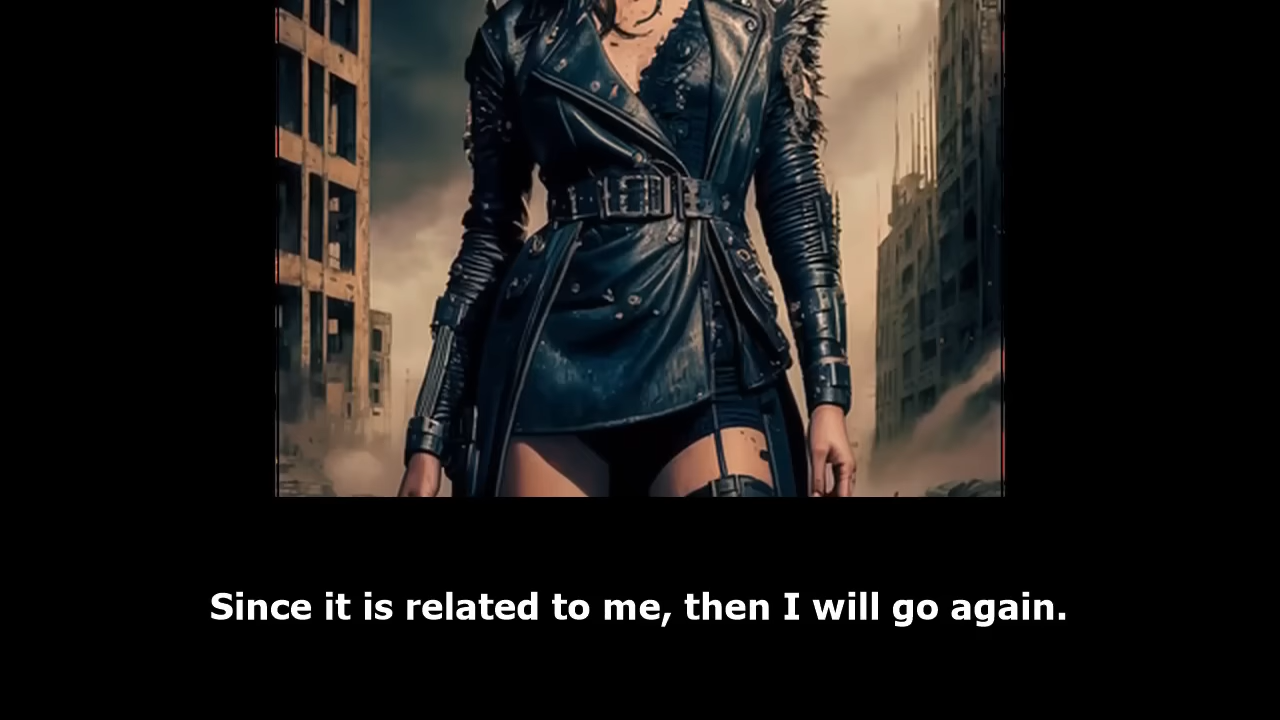 Since it is related to me, then I will go again.